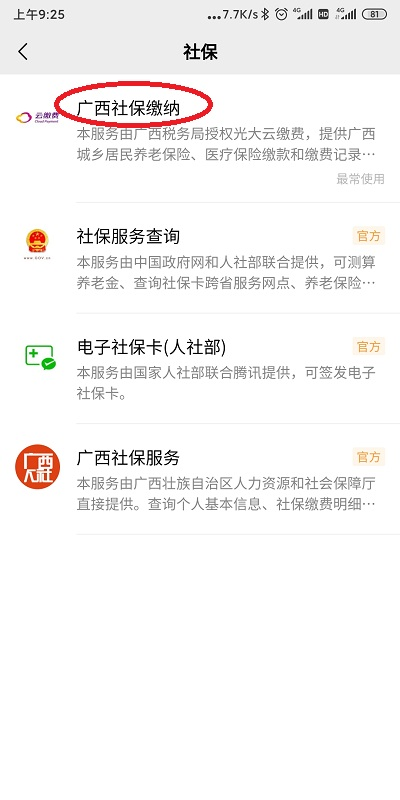 上午9:25
...7.7K/s 4G HD 4G 81
社保
云缴费
Cloud Payment
广西社保缴纳
本服务由广西税务局授权光大云缴费，提供广西
城乡居民养老保险、医疗保险缴款和缴费记录…
最常使用
社保服务查询
官方
本服务由中国政府网和人社部联合提供，可测算
养老金、查询社保卡跨省服务网点、养老保险…
www.GOV.cn
电子社保卡(人社部)
官方
本服务由国家人社部联合腾讯提供，可签发电子
社保卡。
广西人社
广西社保服务
官方
本服务由广西壮族自治区人力资源和社会保障厅
直接提供。查询个人基本信息、社保缴费明细…